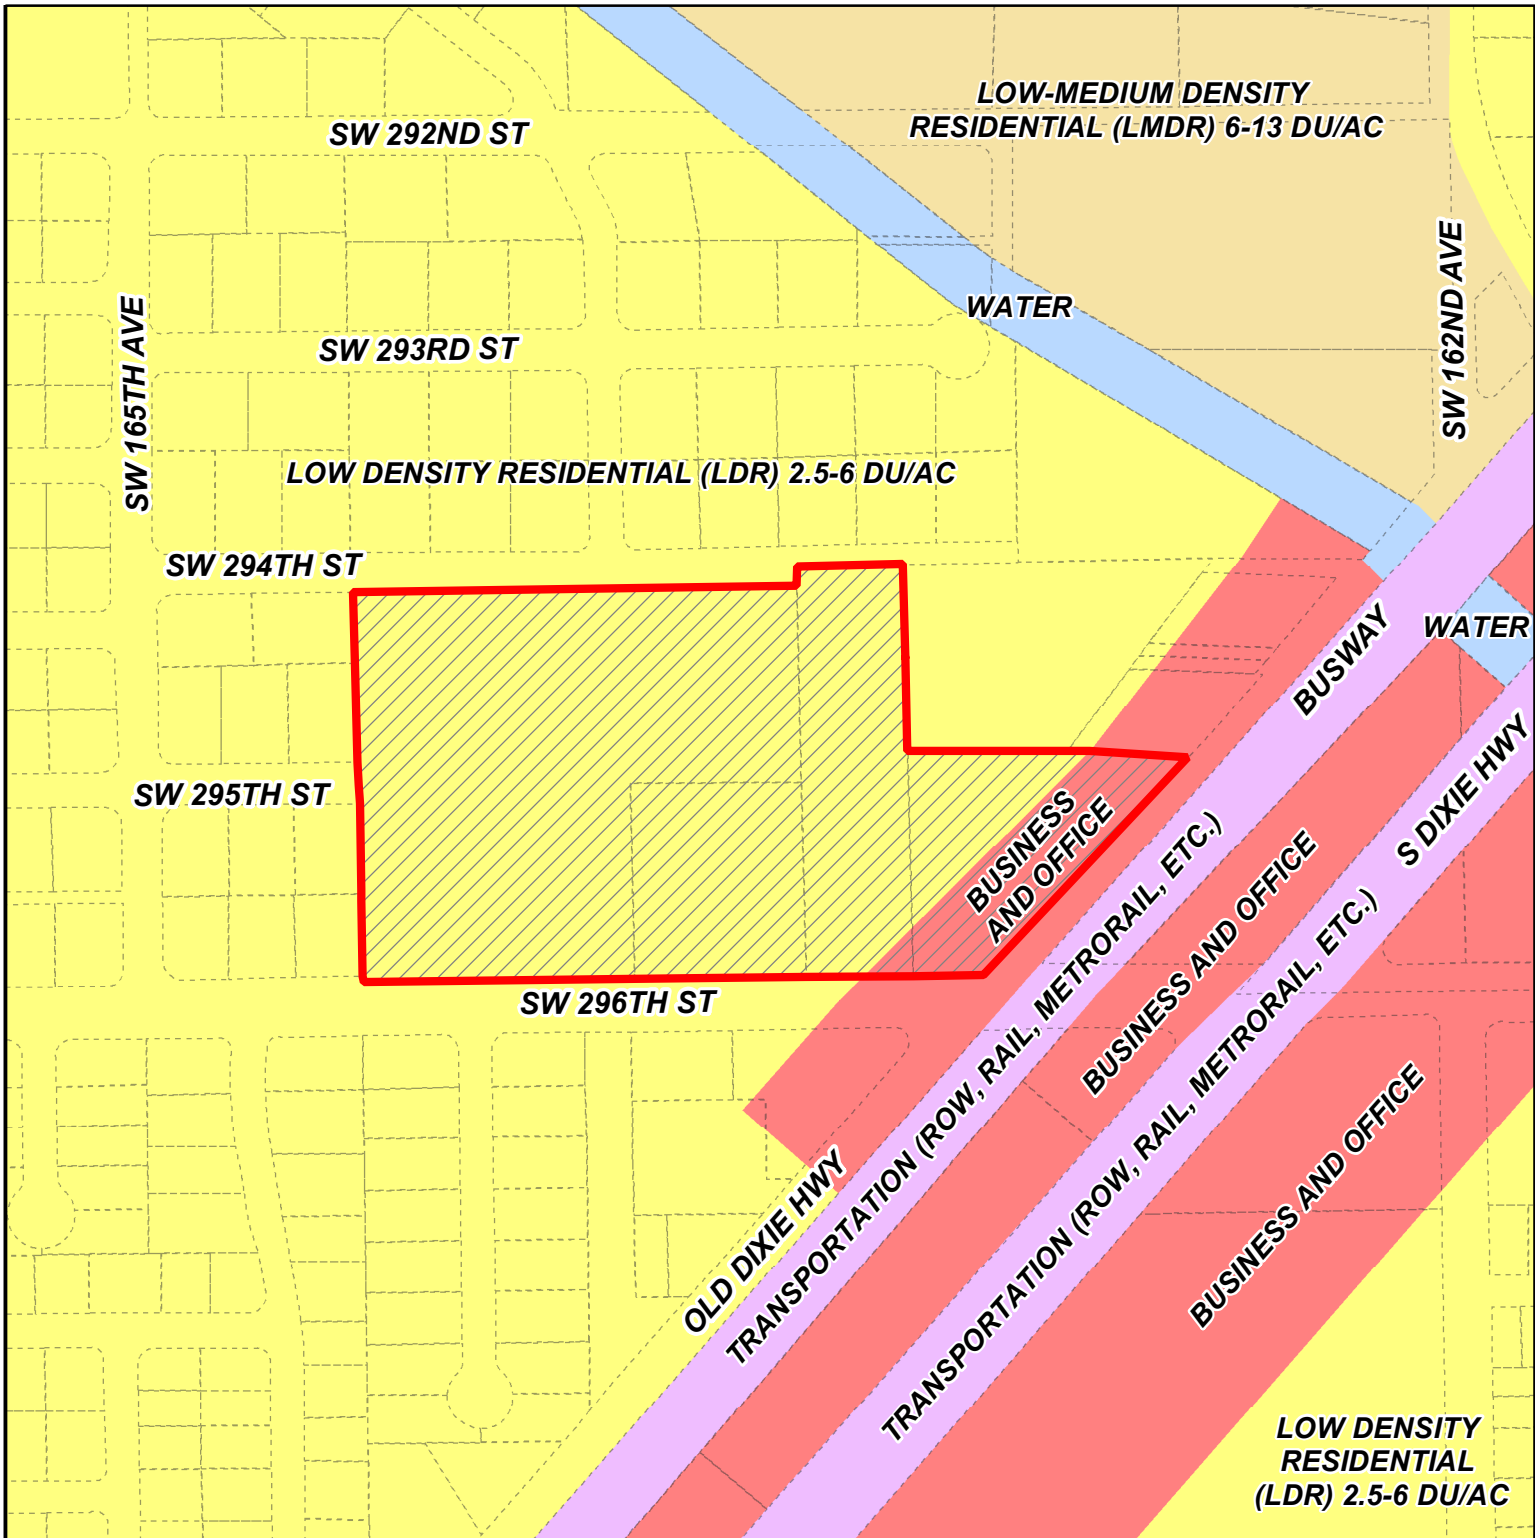 LOW-MEDIUM DENSITY
RESIDENTIAL (LMDR) 6-13 DU/AC
SW 292ND ST
SW 162ND AVE
WATER
SW 165TH AVE
SW 293RD ST
LOW DENSITY RESIDENTIAL (LDR) 2.5-6 DU/AC
SW 294TH ST
BUSWAY
WATER
SW 295TH ST
S DIXIE HWY
BUSINESS
AND OFFICE
TRANSPORTATION (ROW, RAIL, METRORAIL, ETC.)
BUSINESS AND OFFICE
SW 296TH ST
TRANSPORTATION (ROW, RAIL, METRORAIL, ETC.)
BUSINESS AND OFFICE
OLD DIXIE HWY
LOW DENSITY
RESIDENTIAL
(LDR) 2.5-6 DU/AC